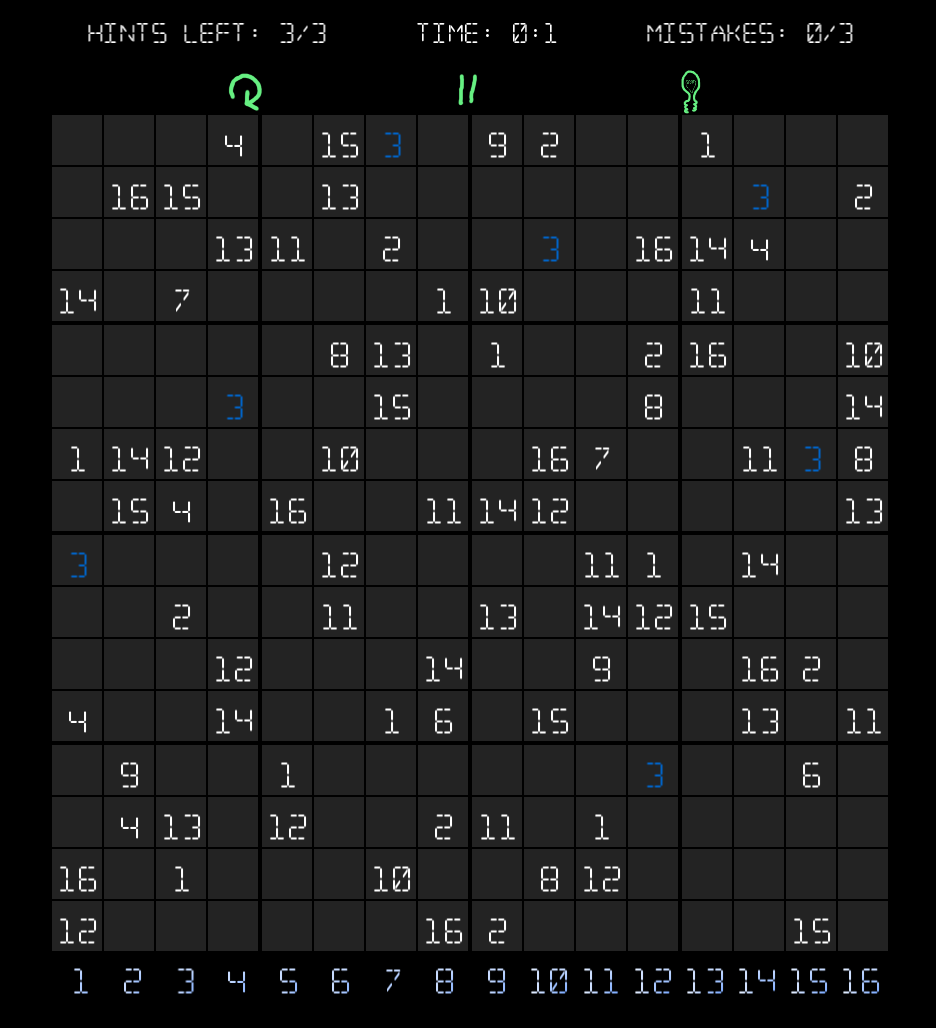 HINTS LEFT: 3/3 TIME: 0:1 MISTAKES: 0/3
4 15 3 9 2 1
16 15 13 3 2
13 11 2 3 16 14 4
14 7 1 10 11
8 13 1 2 16 10
3 15 8 14
1 14 12 10 16 7 11 3 8
15 4 16 11 14 12 13
3 12 11 1 14
2 11 13 14 12 15
12 14 9 16 2
4 14 1 6 15 13 11
9 1 3 6
4 13 12 2 11 1
16 1 10 8 12
12 16 2 15
1 2 3 4 5 6 7 8 9 10 11 12 13 14 15 16